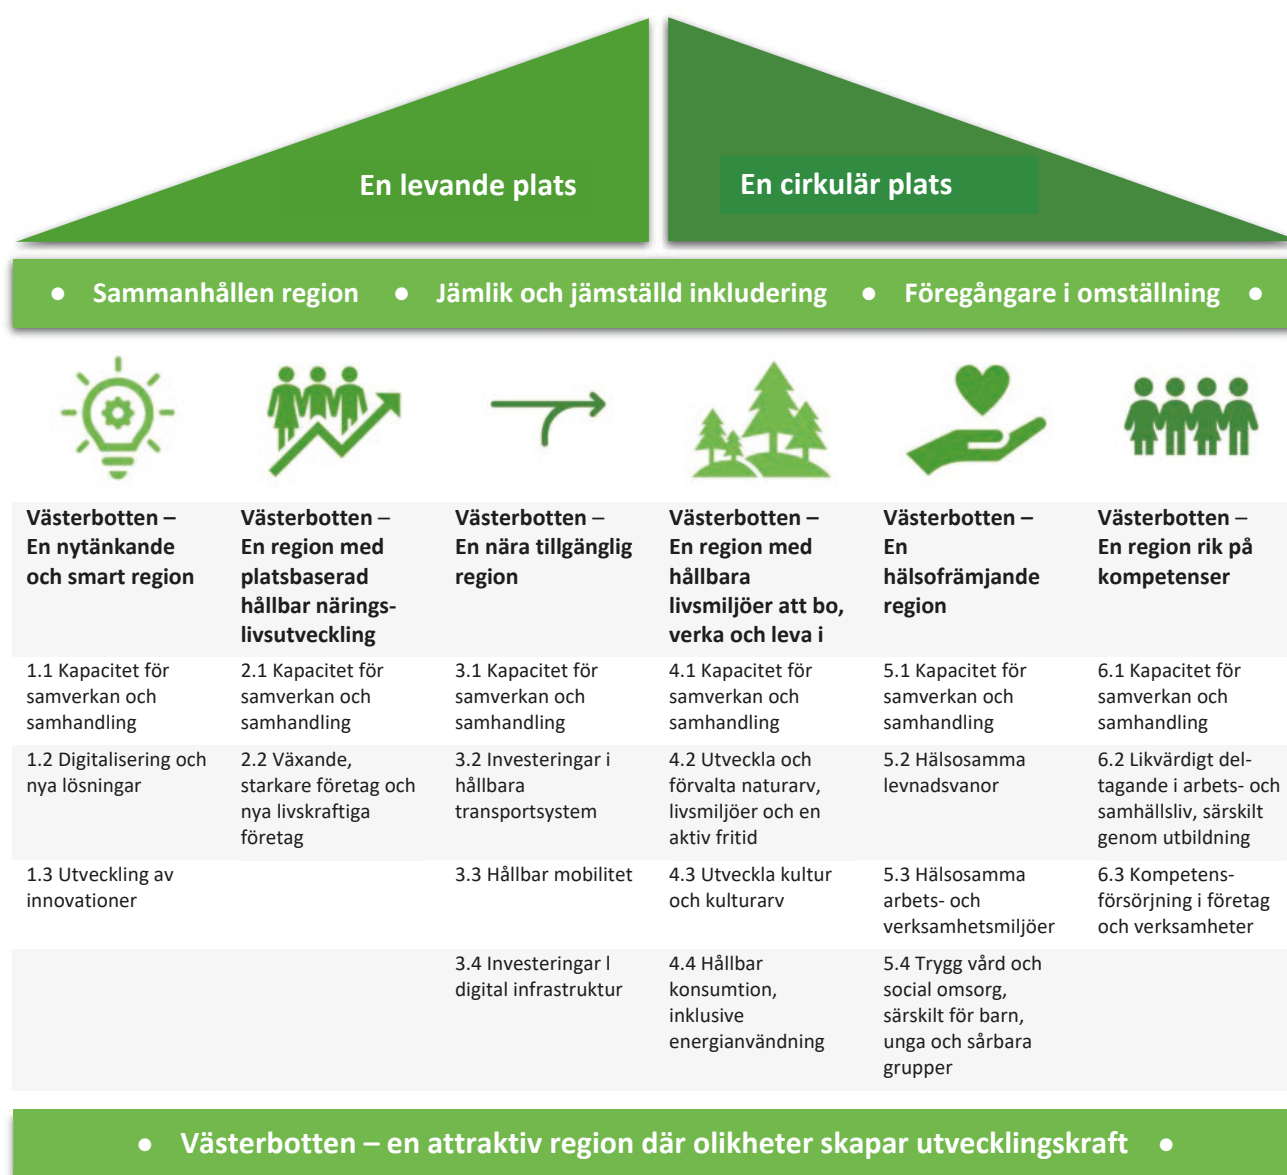 En levande plats
En cirkulär plats
● Sammanhållen region ● Jämlik och jämställd inkludering ● Föregångare i omställning ●
Västerbotten –
En nytänkande
och smart region
Västerbotten –
En region med
platsbaserad
hållbar närings-
livsutveckling
Västerbotten –
En nära tillgänglig
region
Västerbotten –
En region med
hållbara
livsmiljöer att bo,
verka och leva i
Västerbotten –
En
hälsofrämjande
region
Västerbotten –
En region rik på
kompetenser
1.1 Kapacitet för
samverkan och
samhandling
2.1 Kapacitet för
samverkan och
samhandling
3.1 Kapacitet för
samverkan och
samhandling
4.1 Kapacitet för
samverkan och
samhandling
5.1 Kapacitet för
samverkan och
samhandling
6.1 Kapacitet för
samverkan och
samhandling
1.2 Digitalisering och
nya lösningar
2.2 Växande,
starkare företag och
nya livskraftiga
företag
3.2 Investeringar i
hållbara
transportsystem
4.2 Utveckla och
förvalta naturarv,
livsmiljöer och en
aktiv fritid
5.2 Hälsosamma
levnadsvanor
6.2 Likvärdigt del-
tagande i arbets- och
samhällsliv, särskilt
genom utbildning
1.3 Utveckling av
innovationer
3.3 Hållbar mobilitet
4.3 Utveckla kultur
och kulturarv
5.3 Hälsosamma
arbets- och
verksamhetsmiljöer
6.3 Kompetens-
försörjning i företag
och verksamheter
3.4 Investeringar l
digital infrastruktur
4.4 Hållbar
konsumtion,
inklusive
energianvändning
5.4 Trygg vård och
social omsorg,
särskilt för barn,
unga och sårbara
grupper
● Västerbotten – en attraktiv region där olikheter skapar utvecklingskraft ●